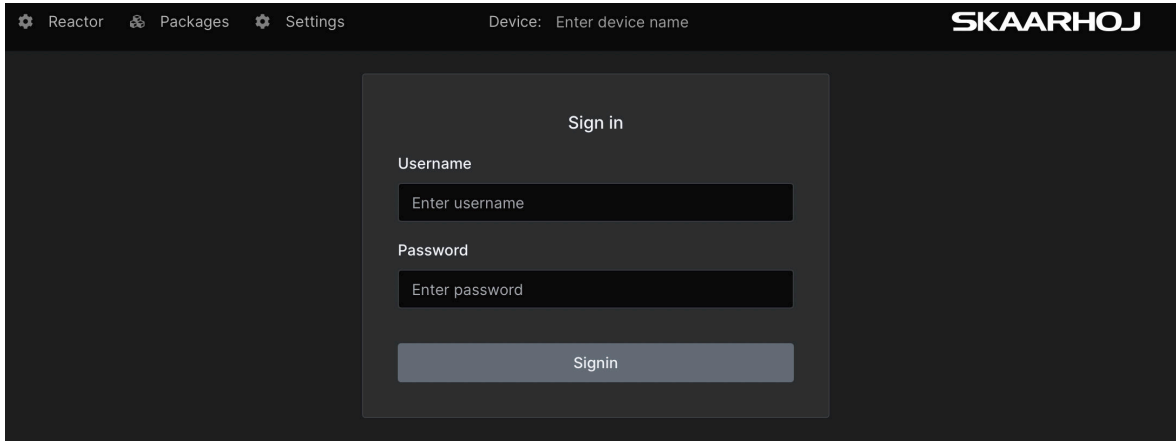 Reactor Packages Settings Device: Enter device name SKAARHOJ
Sign in
Username
Enter username
Password
Enter password
Signin